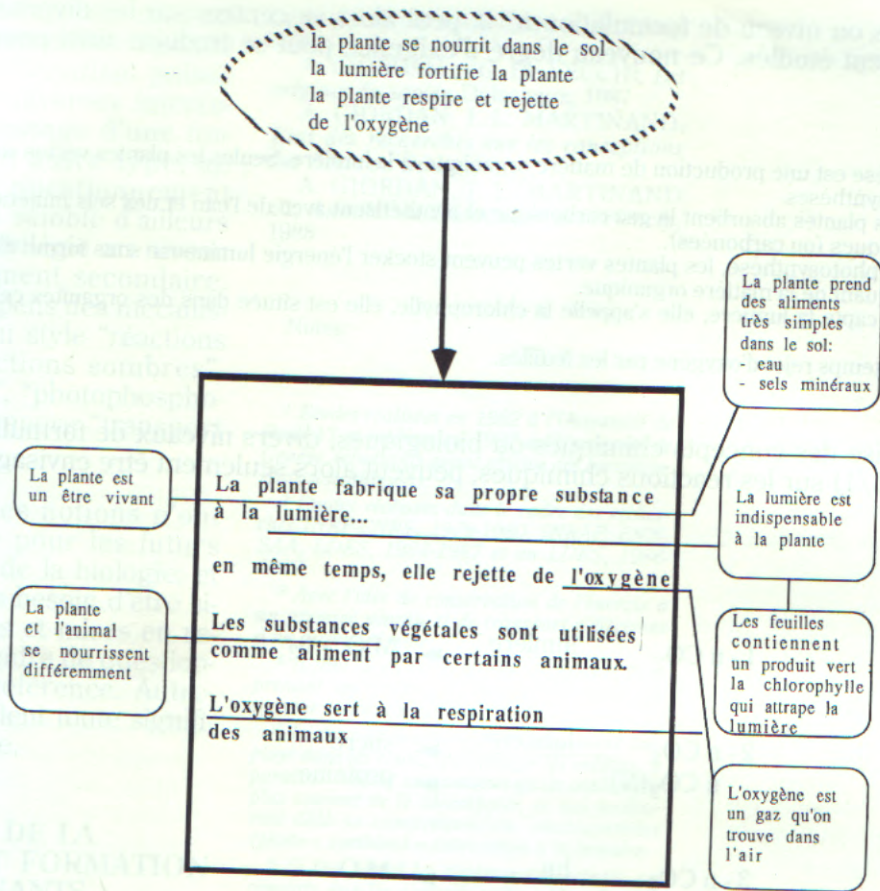 la plante se nourrit dans le sol
la lumière fortifie la plante
la plante respire et rejette
de l'oxygène
La plante prend
des aliments
très simples
dans le sol:
- eau
- sels minéraux
La plante est
un être vivant
La plante fabrique sa propre substance
à la lumière...
en même temps, elle rejette de l'oxygène
Les substances végétales sont utilisées
comme aliment par certains animaux.
L'oxygène sert à la respiration
des animaux
La lumière est
indispensable
à la plante
La plante
et l'animal
se nourrissent
différemment
Les feuilles
contiennent
un produit vert :
la chlorophylle
qui attrape la
lumière
L'oxygène est
un gaz qu'on
trouve dans
l'air